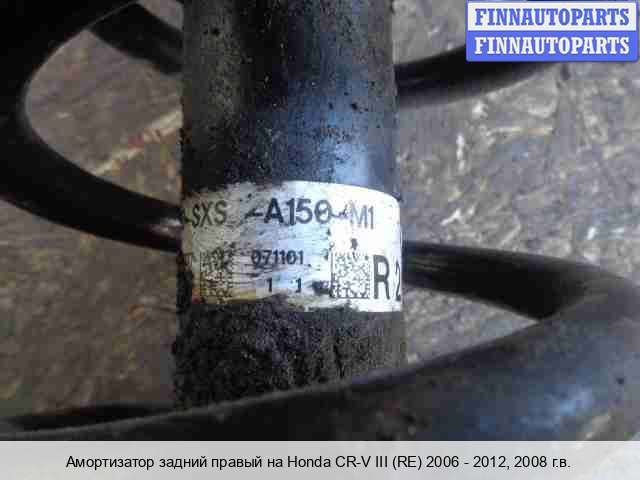 FINNAUTOPARTS
FINNAUTOPARTS
-SXS -A150-M1
071101
1 1
R 2
Амортизатор задний правый на Honda CR-V III (RE) 2006 - 2012, 2008 г.в.